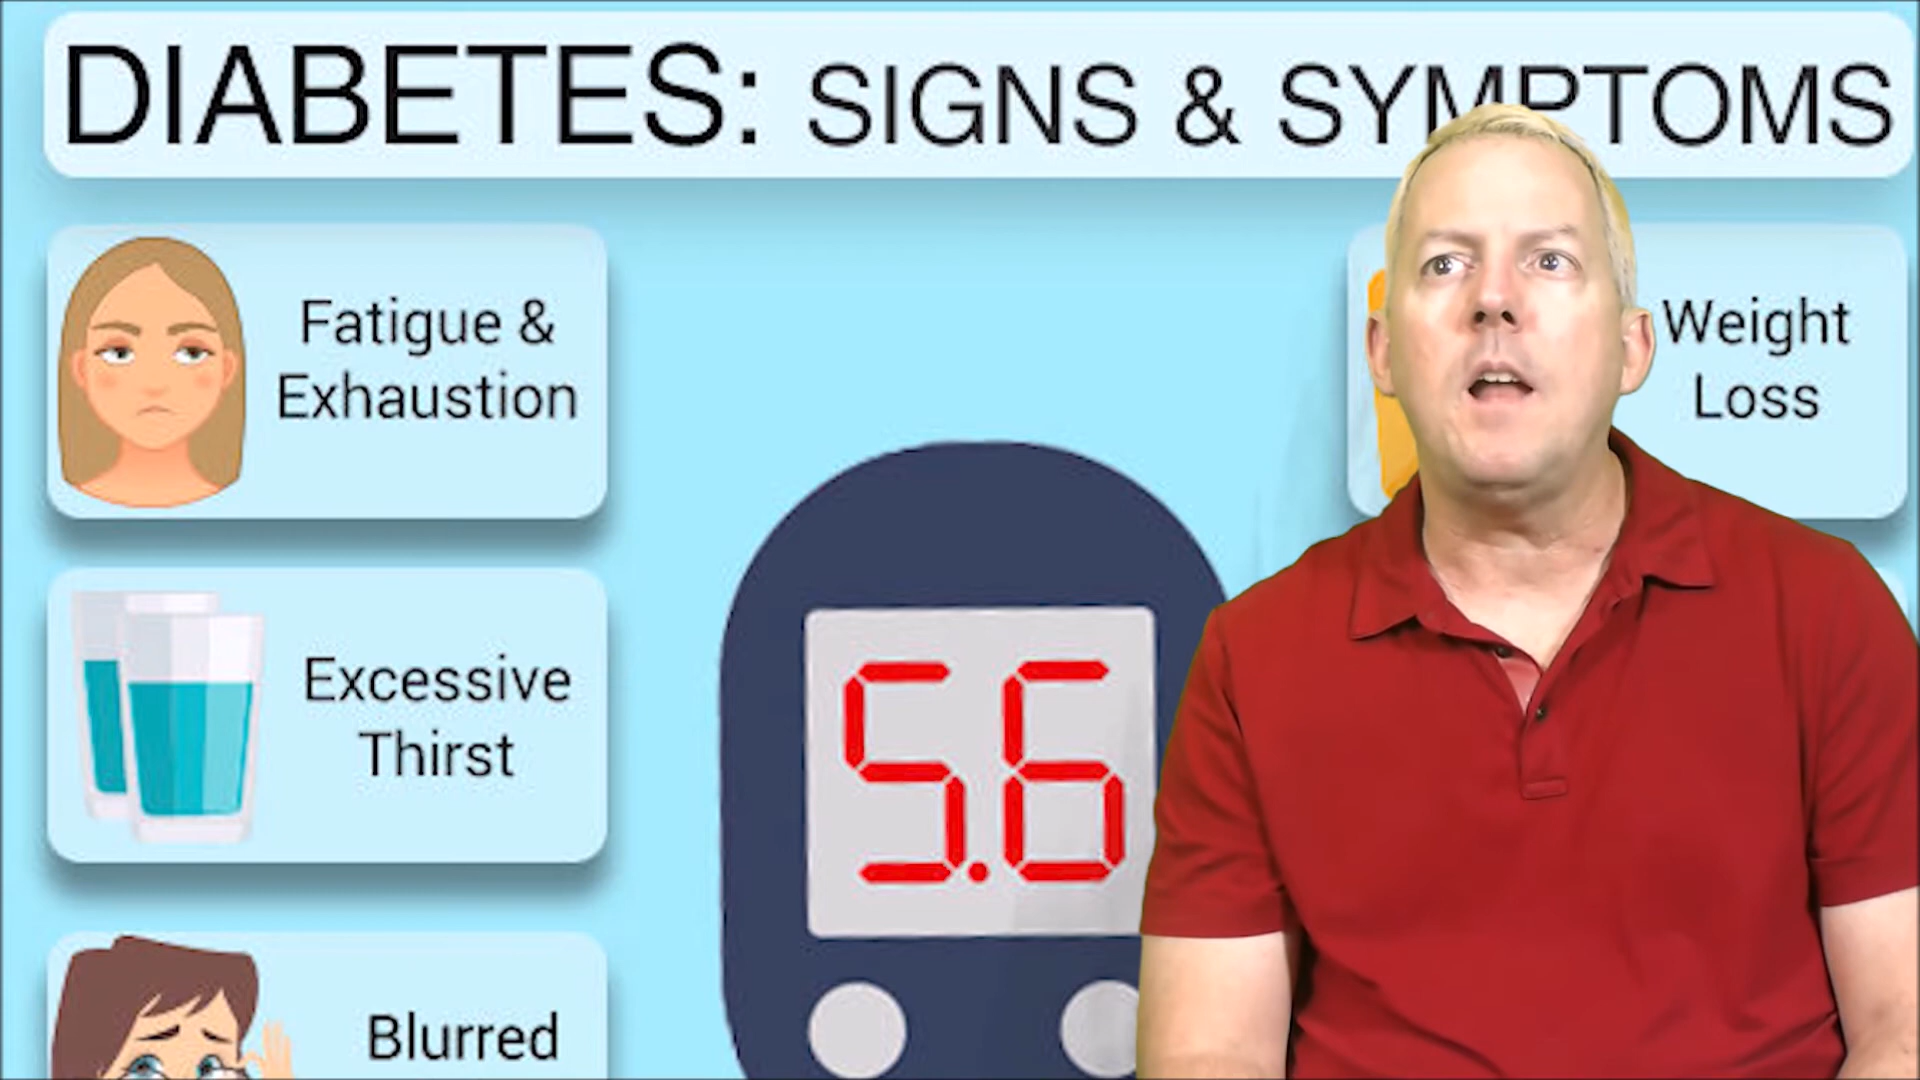 DIABETES: SIGNS & SYMPTOMS
Fatigue &
Exhaustion
Weight
Loss
Excessive
Thirst
5.6
Blurred